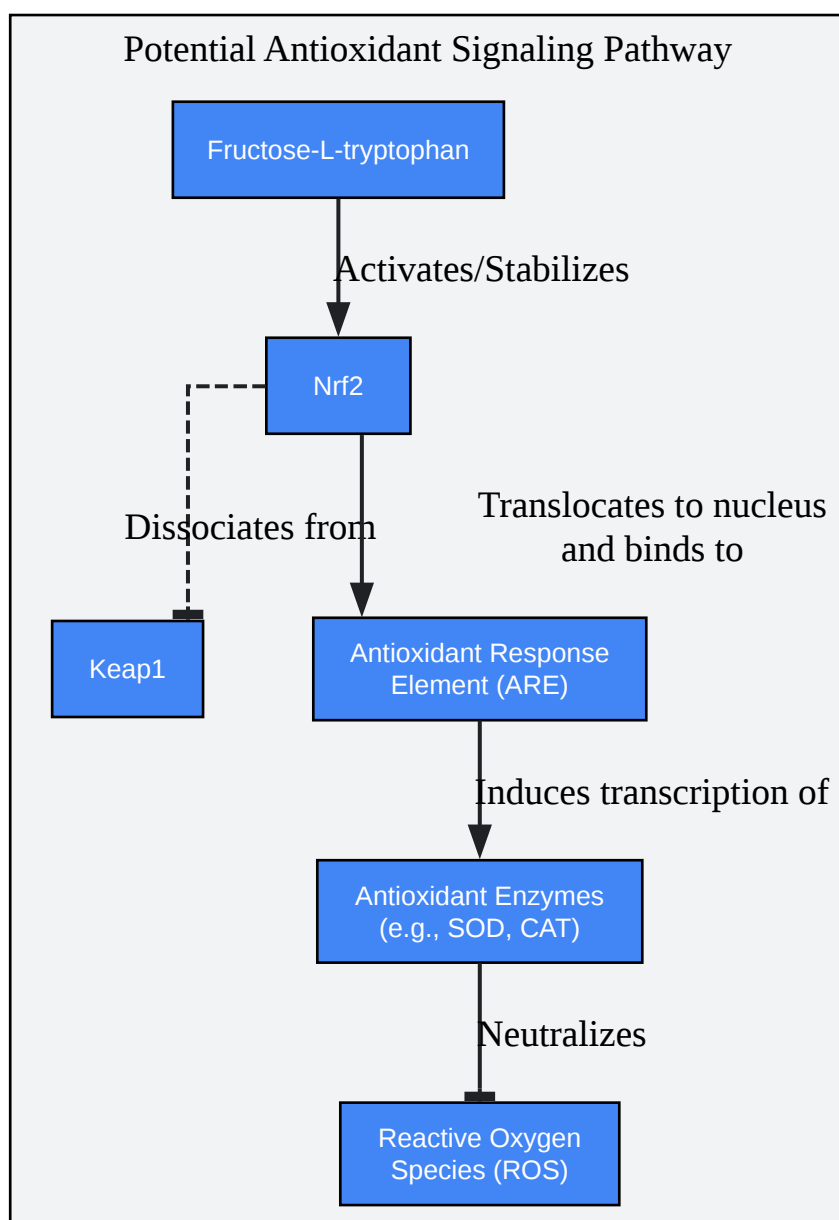 Potential Antioxidant Signaling Pathway
Fructose-L-tryptophan
Activates/Stabilizes
Nrf2
Dissociates from
Translocates to nucleus
and binds to
Keap1
Antioxidant Response
Element (ARE)
Induces transcription of
Antioxidant Enzymes
(e.g., SOD, CAT)
Neutralizes
Reactive Oxygen
Species (ROS)